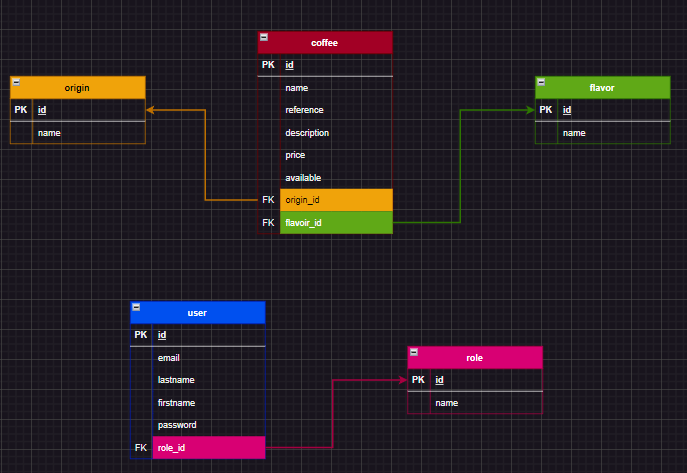 coffee
PK id
name
reference
description
price
available
FK origin_id
FK flavoir_id
origin
PK id
name
flavor
PK id
name
user
PK id
email
lastname
firstname
password
FK role_id
role
PK id
name